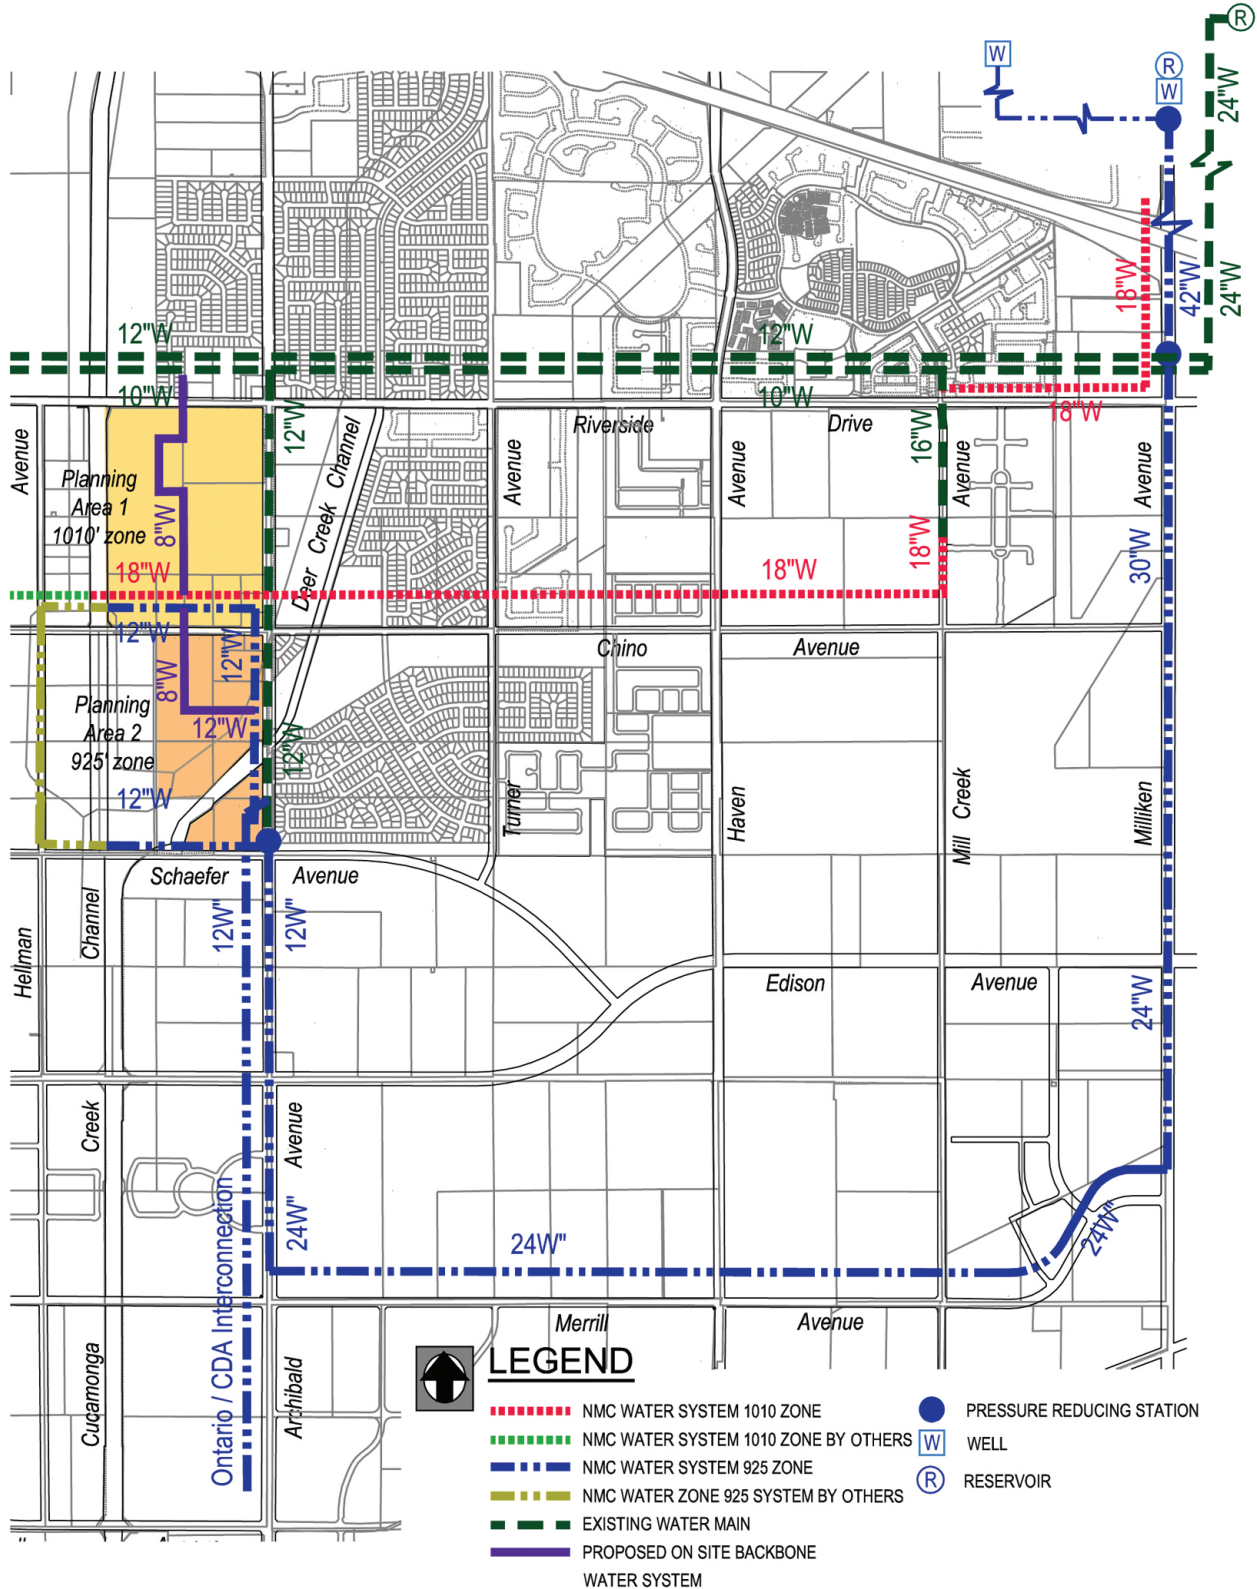 R
W
R
W
24"W
18"W
42"W
24"W
12"W
12"W
10"W
10"W
18"W
12"W
16"W
Riverside
Drive
Avenue
Avenue
Avenue
Avenue
Avenue
Deer Creek Channel
Planning
Area 1
1010' zone
8"W
18"W
18"W
18"W
30"W
12"W
12"W
Chino
Avenue
8"W
Planning
Area 2
925' zone
12"W
12"W
12"W
Turner
Haven
Mill Creek
Milliken
Schaefer
Avenue
Hellman
Channel
12W"
12W"
Edison
Avenue
24"W
Creek
Avenue
24W"
24W"
24W"
Ontario / CDA Interconnection
Merrill
Avenue
Cucamonga
Archibald
LEGEND
NMC WATER SYSTEM 1010 ZONE
NMC WATER SYSTEM 1010 ZONE BY OTHERS
NMC WATER SYSTEM 925 ZONE
NMC WATER ZONE 925 SYSTEM BY OTHERS
EXISTING WATER MAIN
PROPOSED ON SITE BACKBONE
WATER SYSTEM
PRESSURE REDUCING STATION
W WELL
R RESERVOIR